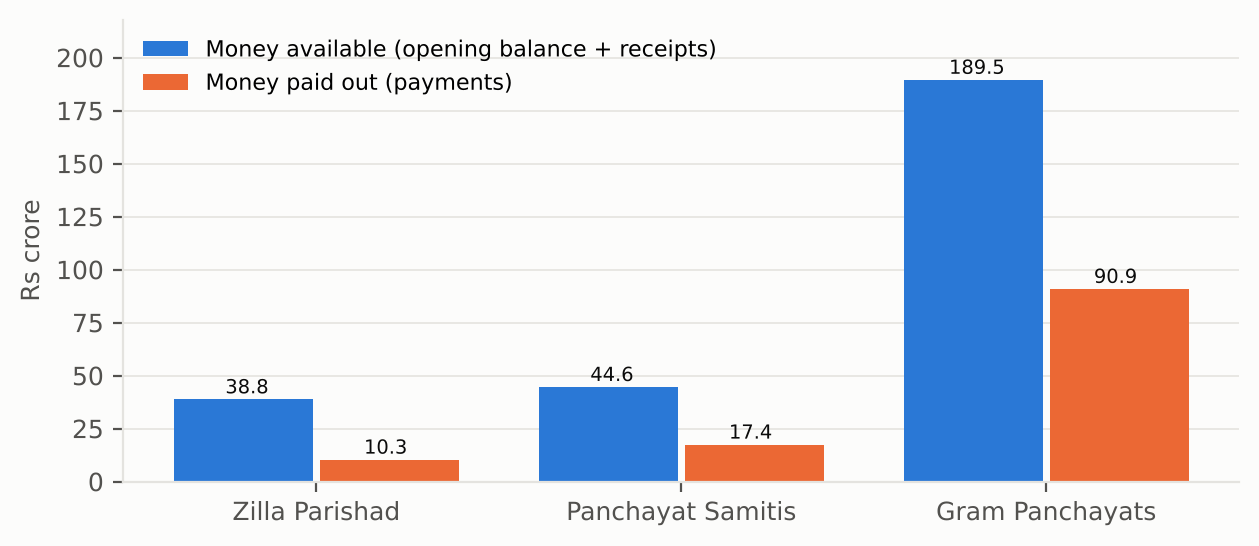 Money available (opening balance + receipts)
Money paid out (payments)
Rs crore
200
175
150
125
100
75
50
25
0
38.8
10.3
44.6
17.4
189.5
90.9
Zilla Parishad
Panchayat Samitis
Gram Panchayats